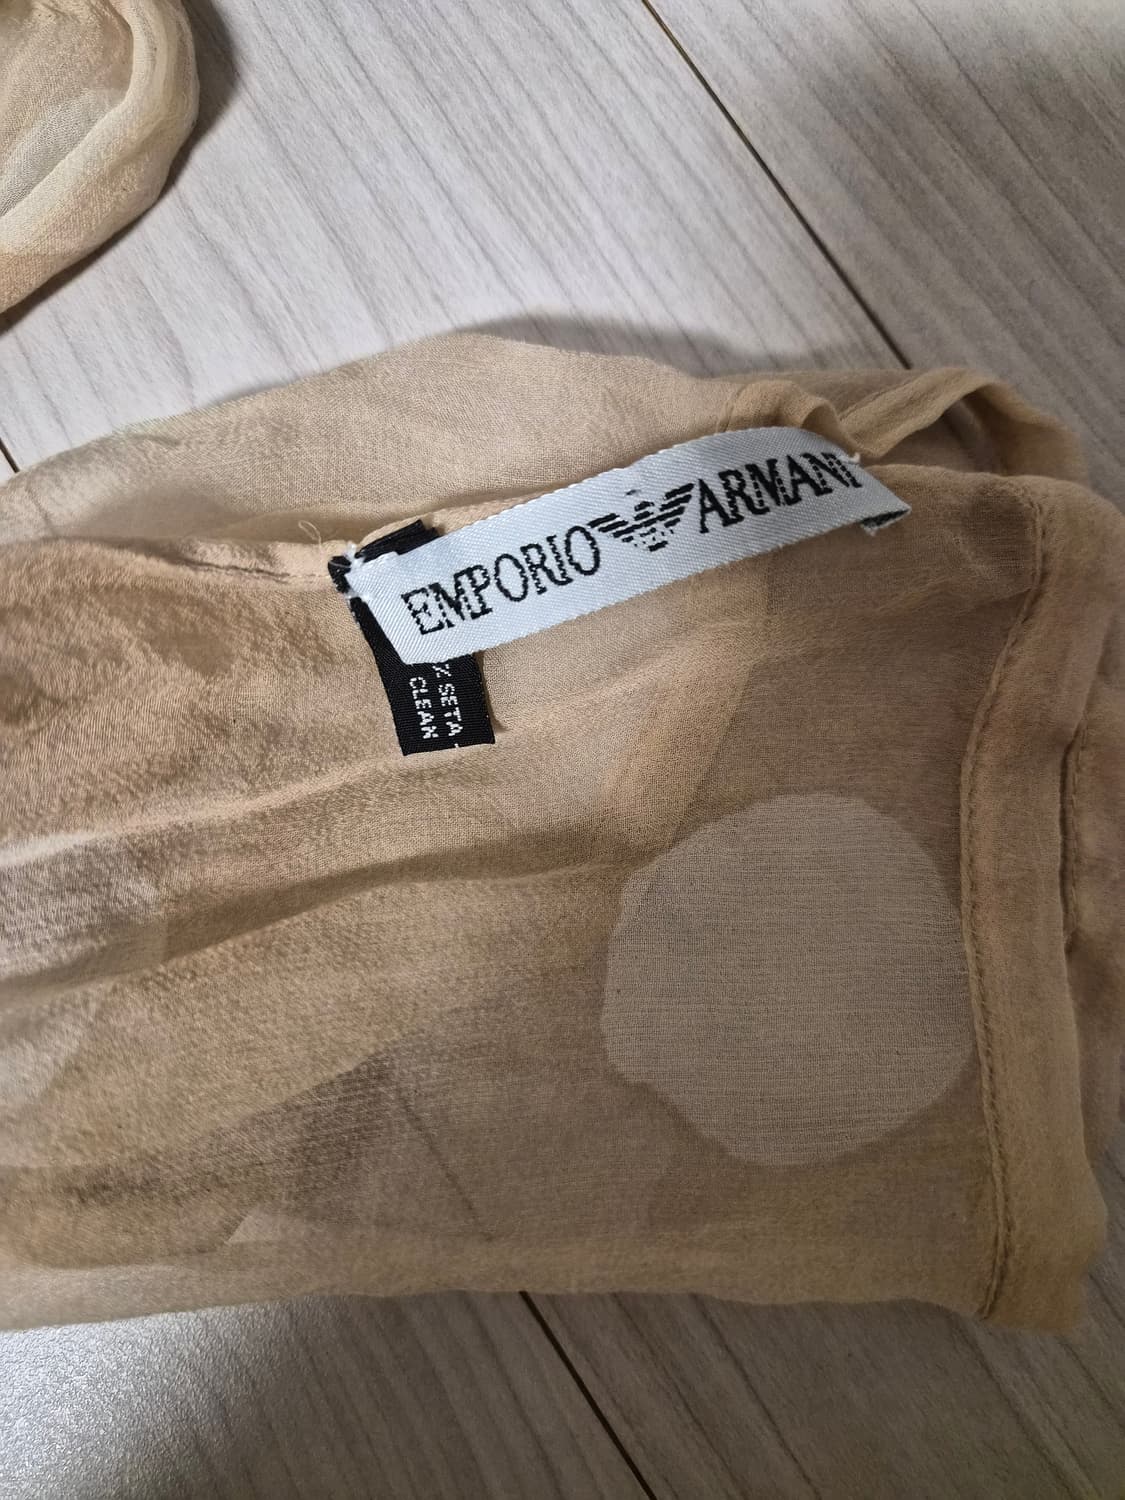 EMPORIO ARMANI
% SETA -
CLEAN